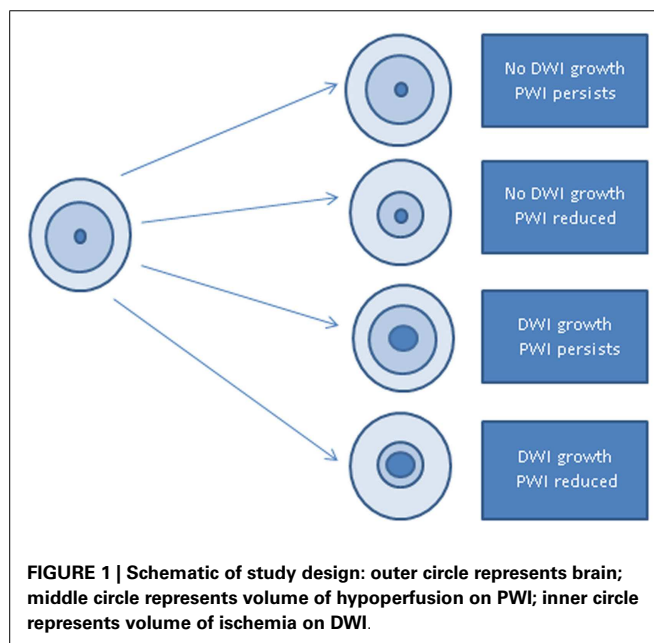 No DWI growth
PWI persists
No DWI growth
PWI reduced
DWI growth
PWI persists
DWI growth
PWI reduced
FIGURE 1 | Schematic of study design: outer circle represents brain;
middle circle represents volume of hypoperfusion on PWI; inner circle
represents volume of ischemia on DWI.